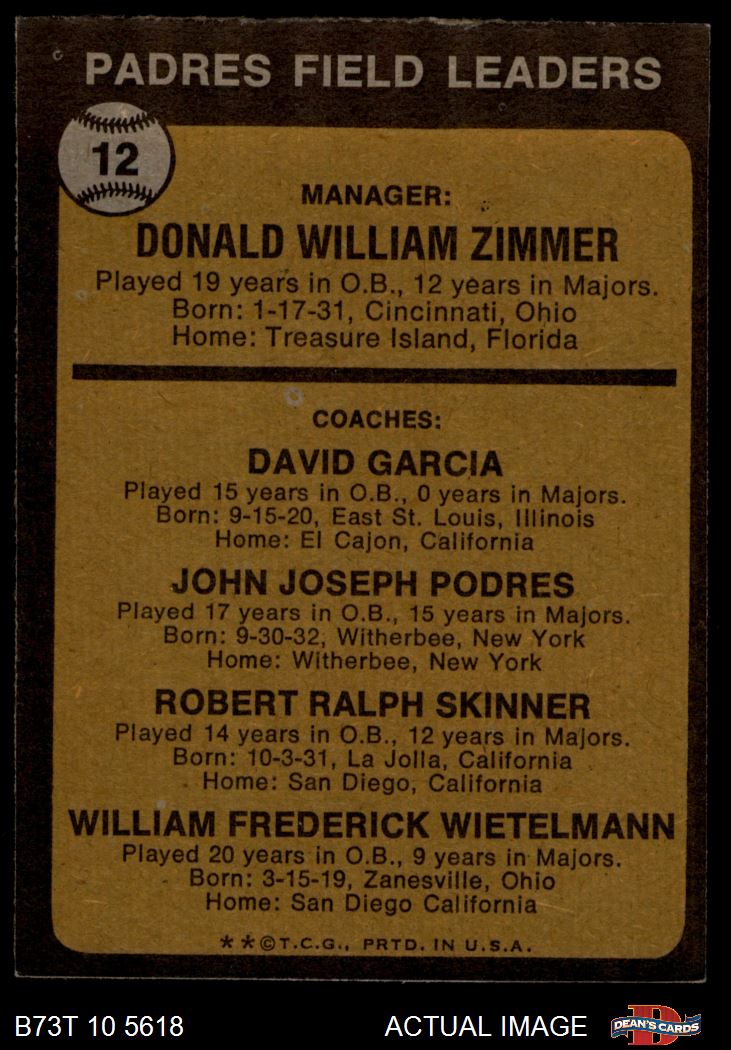 PADRES FIELD LEADERS
12
MANAGER:
DONALD WILLIAM ZIMMER
Played 19 years in O.B., 12 years in Majors.
Born: 1-17-31, Cincinnati, Ohio
Home: Treasure Island, Florida
COACHES:
DAVID GARCIA
Played 15 years in O.B., 0 years in Majors.
Born: 9-15-20, East St. Louis, Illinois
Home: El Cajon, California
JOHN JOSEPH PODRES
Played 17 years in O.B., 15 years in Majors.
Born: 9-30-32, Witherbee, New York
Home: Witherbee, New York
ROBERT RALPH SKINNER
Played 14 years in O.B., 12 years in Majors.
Born: 10-3-31, La Jolla, California
Home: San Diego, California
WILLIAM FREDERICK WIETELMANN
Played 20 years in O.B., 9 years in Majors.
Born: 3-15-19, Zanesville, Ohio
Home: San Diego California
**©T.C.G., PRTD. IN U.S.A.
B73T 10 5618
ACTUAL IMAGE
D
DEAN'S CARDS